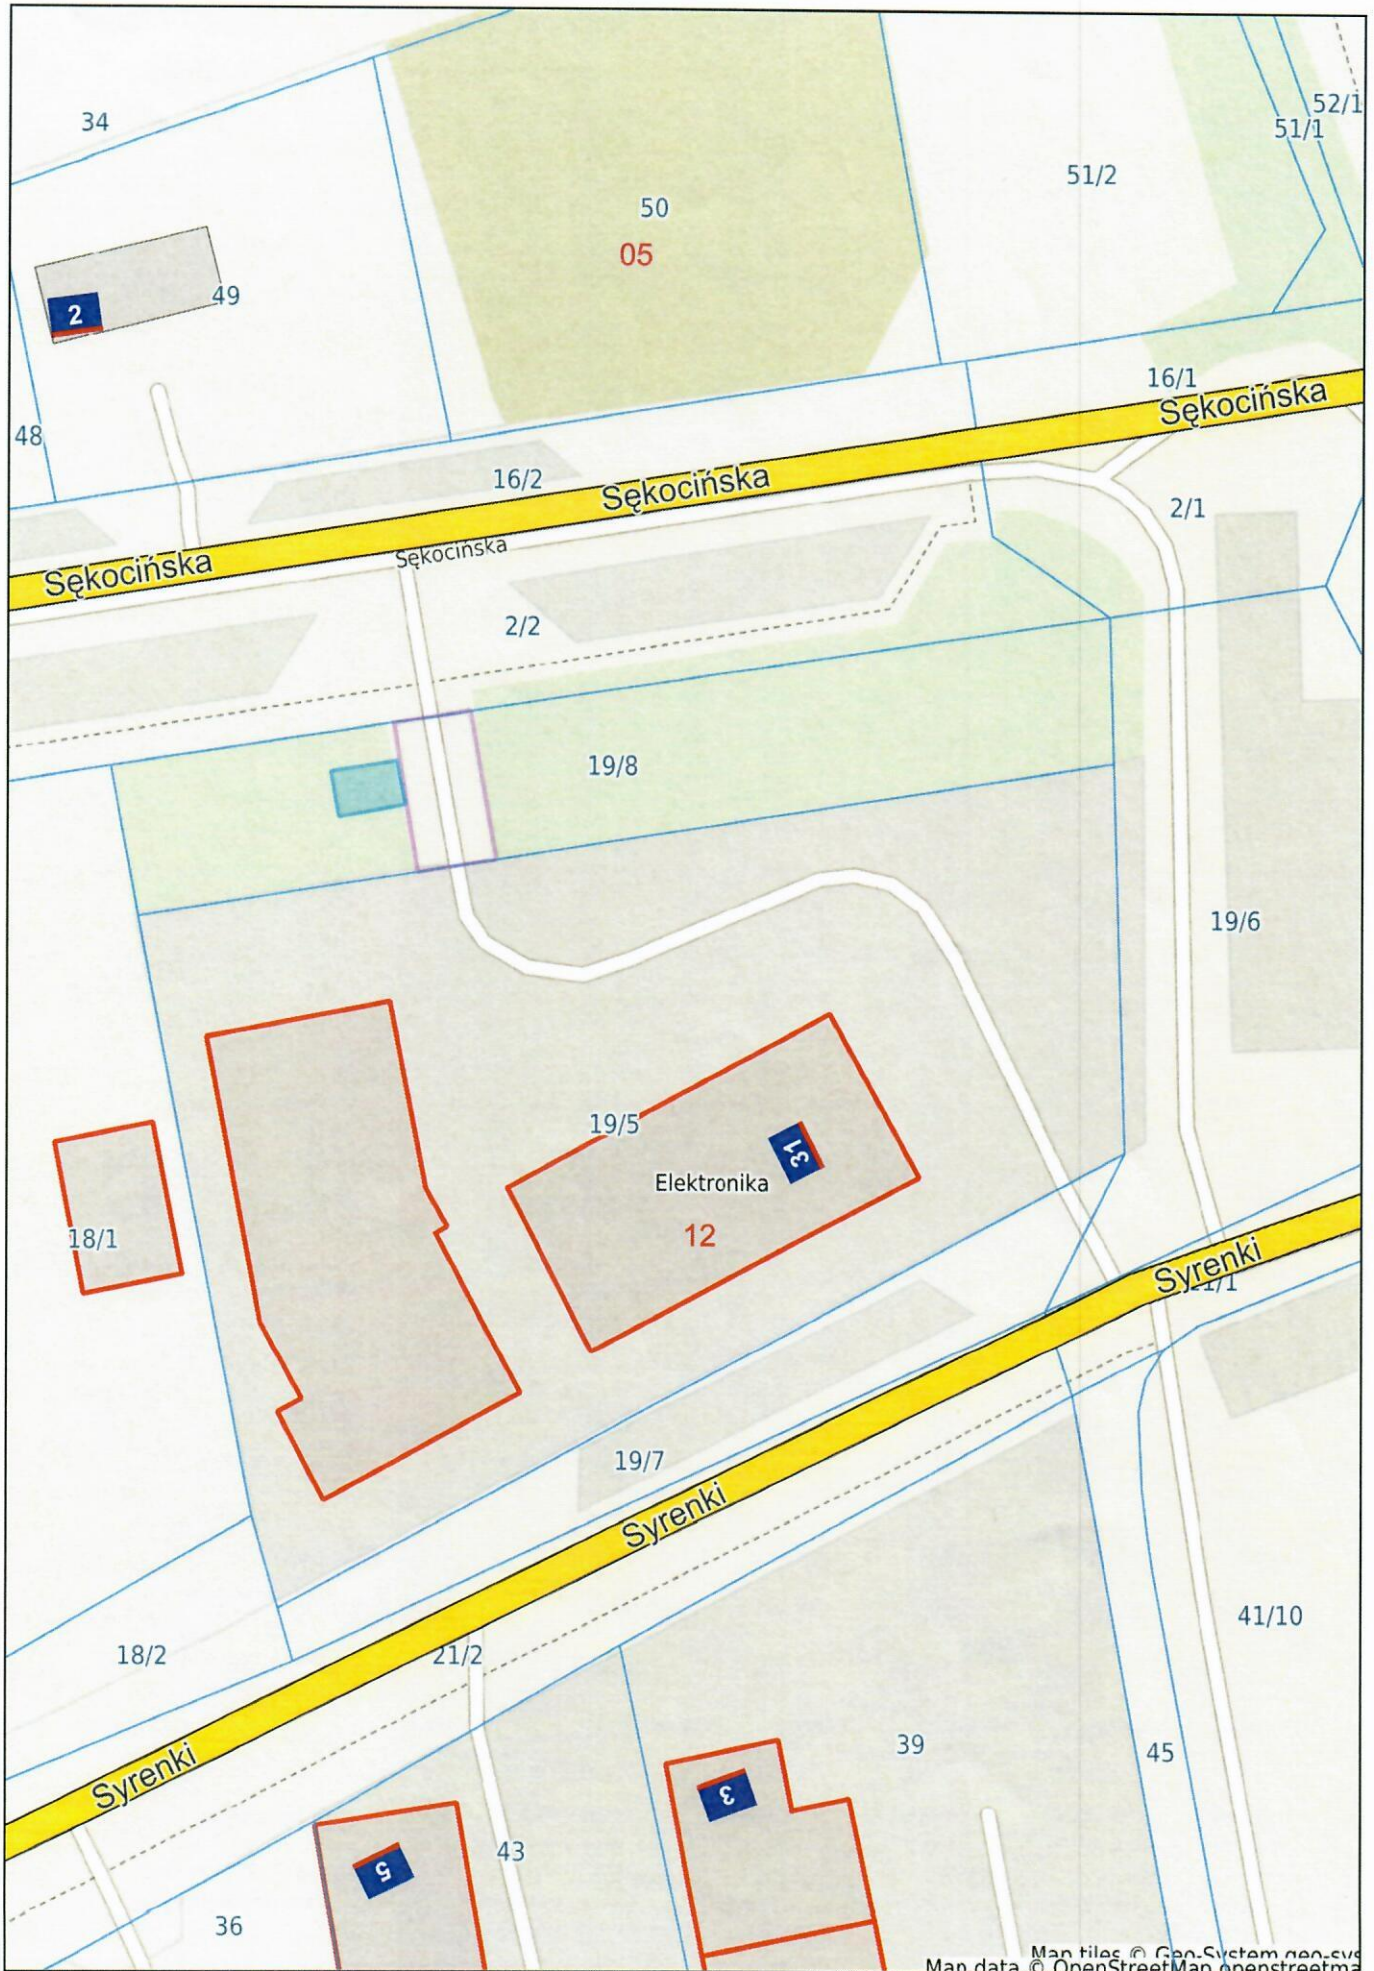 34
52/1
51/1
51/2
50
05
49
2
16/1
Sękocińska
48
16/2
Sękocińska
2/1
Sękocińska
Sękocińska
2/2
19/8
19/6
19/5
31
Elektronika
12
18/1
Syrenki
19/7
Syrenki
41/10
18/2
21/2
39
45
Syrenki
3
43
5
36
Map tiles © Geo-System geo-sys
Map data © OpenStreetMap openstreetma